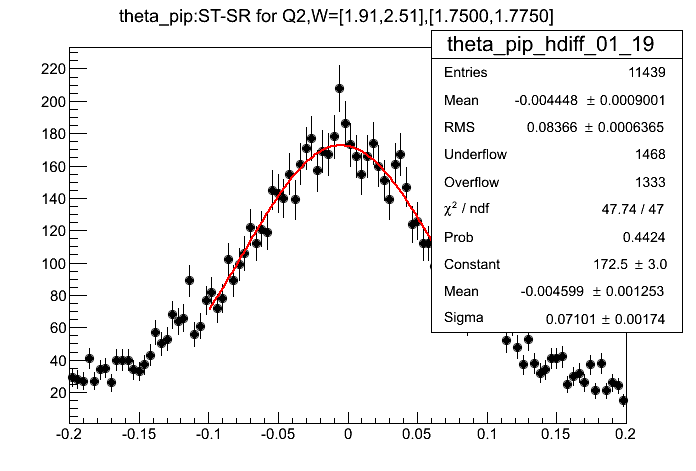 theta_pip:ST-SR for Q2,W=[1.91,2.51],[1.7500,1.7750]
theta_pip_hdiff_01_19
Entries 11439
Mean -0.004448 ± 0.0009001
RMS 0.08366 ± 0.0006365
Underflow 1468
Overflow 1333
χ² / ndf 47.74 / 47
Prob 0.4424
Constant 172.5 ± 3.0
Mean -0.004599 ± 0.001253
Sigma 0.07101 ± 0.00174
220
200
180
160
140
120
100
80
60
40
20
-0.2 -0.15 -0.1 -0.05 0 0.05 0.1 0.15 0.2